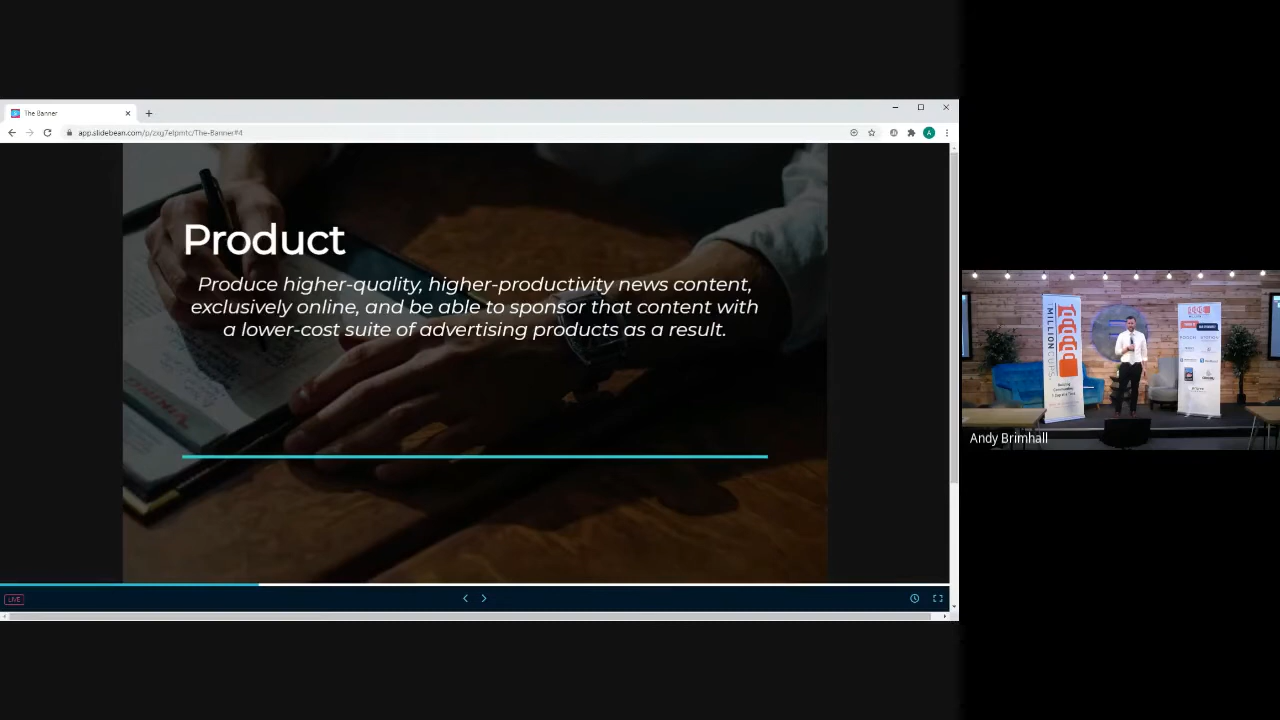 The Banner
app.slidebean.com/p/zxg7elpmtc/The-Banner#4
A
Product
Produce higher-quality, higher-productivity news content,
exclusively online, and be able to sponsor that content with
a lower-cost suite of advertising products as a result.
LIVE
1MILLIONCUPS
Andy Brimhall